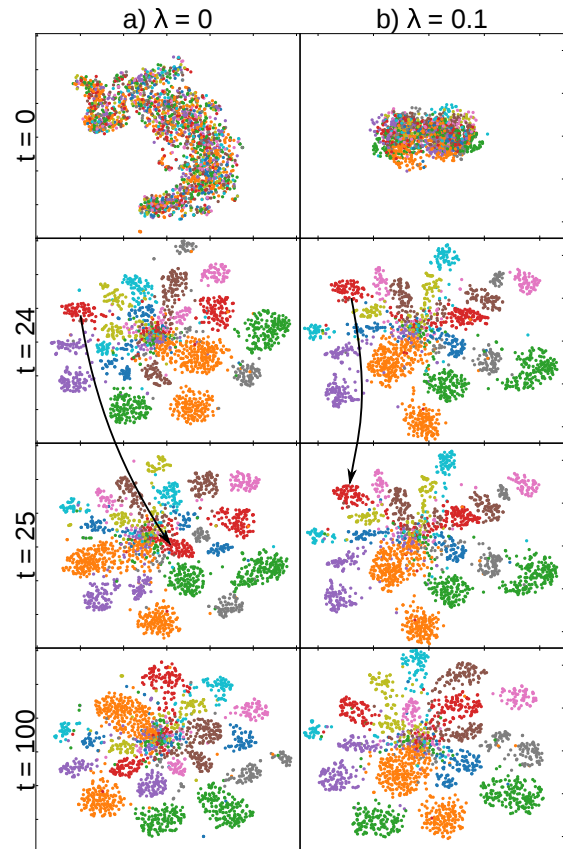 a) λ = 0
b) λ = 0.1
t = 0
t = 24
t = 25
t = 100